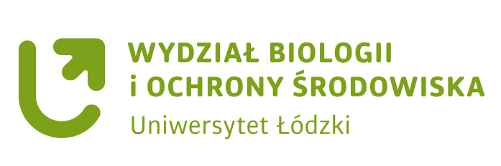 WYDZIAŁ BIOLOGII
i OCHRONY ŚRODOWISKA
Uniwersytet Łódzki